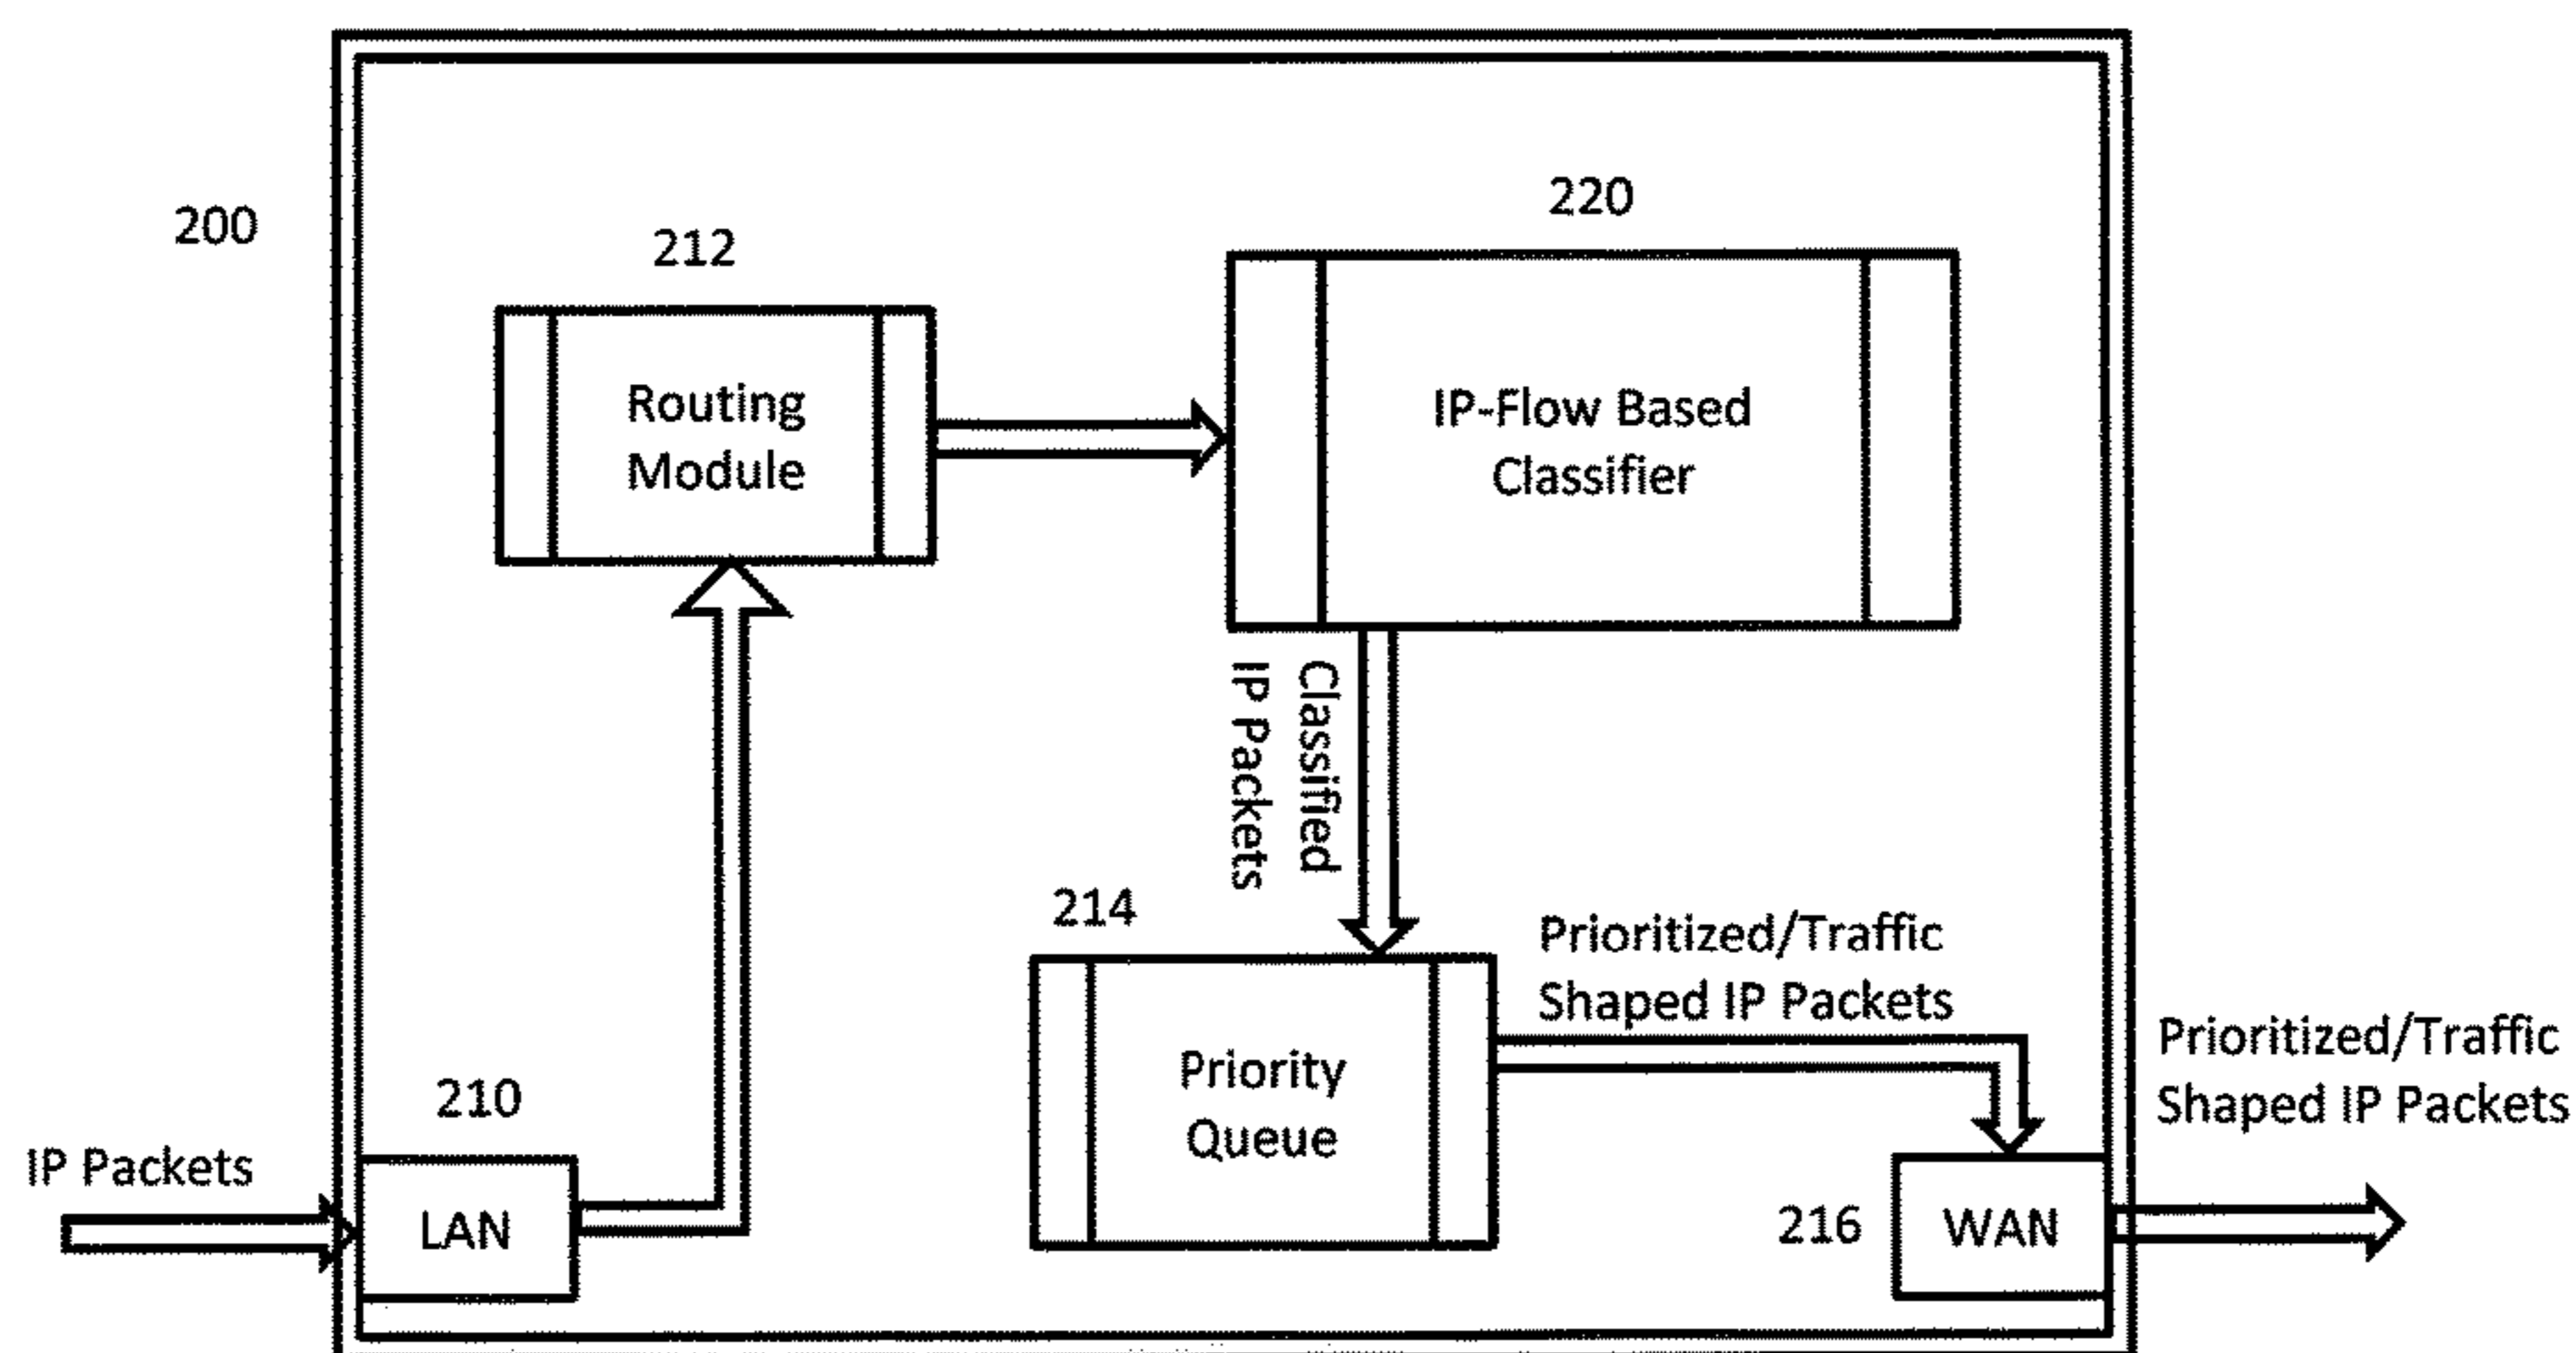 200
212
220
Routing
Module
IP-Flow Based
Classifier
Classified
IP Packets
214
Prioritized/Traffic
Shaped IP Packets
Priority
Queue
Prioritized/Traffic
Shaped IP Packets
210
IP Packets
LAN
216
WAN